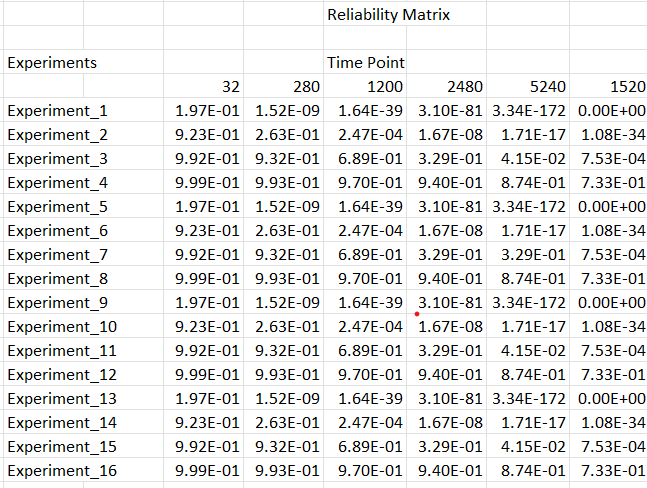 Reliability Matrix
Experiments Time Point
32 280 1200 2480 5240 1520
Experiment_1 1.97E-01 1.52E-09 1.64E-39 3.10E-81 3.34E-172 0.00E+00
Experiment_2 9.23E-01 2.63E-01 2.47E-04 1.67E-08 1.71E-17 1.08E-34
Experiment_3 9.92E-01 9.32E-01 6.89E-01 3.29E-01 4.15E-02 7.53E-04
Experiment_4 9.99E-01 9.93E-01 9.70E-01 9.40E-01 8.74E-01 7.33E-01
Experiment_5 1.97E-01 1.52E-09 1.64E-39 3.10E-81 3.34E-172 0.00E+00
Experiment_6 9.23E-01 2.63E-01 2.47E-04 1.67E-08 1.71E-17 1.08E-34
Experiment_7 9.92E-01 9.32E-01 6.89E-01 3.29E-01 3.29E-01 7.53E-04
Experiment_8 9.99E-01 9.93E-01 9.70E-01 9.40E-01 8.74E-01 7.33E-01
Experiment_9 1.97E-01 1.52E-09 1.64E-39 3.10E-81 3.34E-172 0.00E+00
Experiment_10 9.23E-01 2.63E-01 2.47E-04 1.67E-08 1.71E-17 1.08E-34
Experiment_11 9.92E-01 9.32E-01 6.89E-01 3.29E-01 4.15E-02 7.53E-04
Experiment_12 9.99E-01 9.93E-01 9.70E-01 9.40E-01 8.74E-01 7.33E-01
Experiment_13 1.97E-01 1.52E-09 1.64E-39 3.10E-81 3.34E-172 0.00E+00
Experiment_14 9.23E-01 2.63E-01 2.47E-04 1.67E-08 1.71E-17 1.08E-34
Experiment_15 9.92E-01 9.32E-01 6.89E-01 3.29E-01 4.15E-02 7.53E-04
Experiment_16 9.99E-01 9.93E-01 9.70E-01 9.40E-01 8.74E-01 7.33E-01